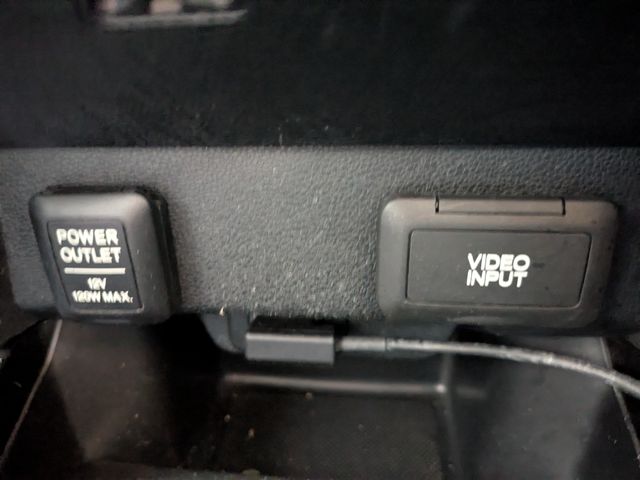 POWER
OUTLET
12V
120W MAX.
VIDEO
INPUT